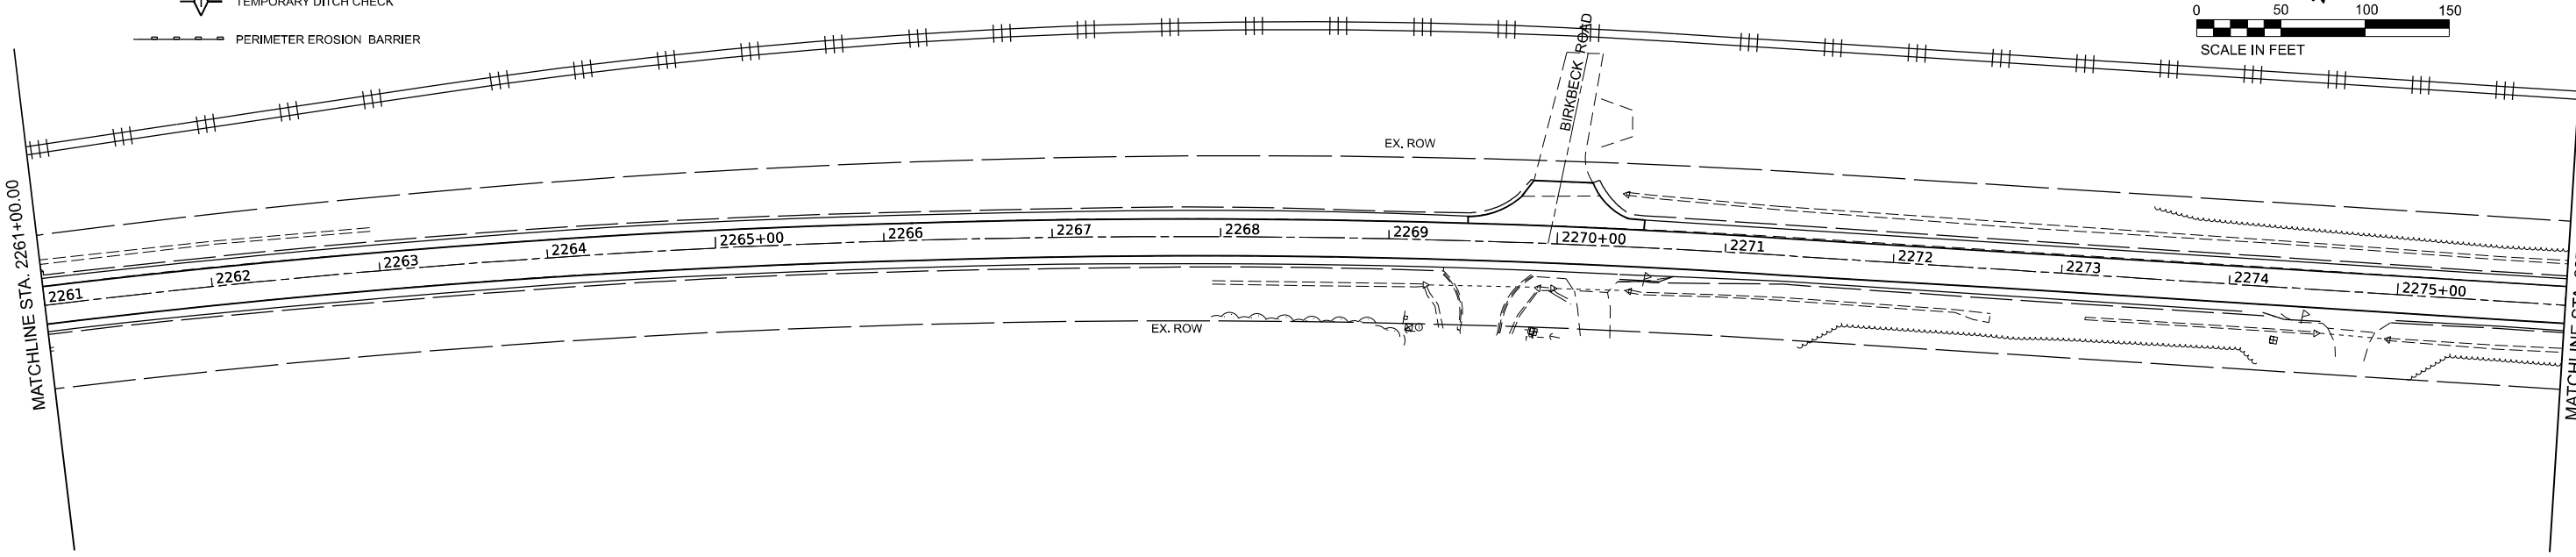 TEMPORARY DITCH CHECK
PERIMETER EROSION BARRIER
0 50 100 150
SCALE IN FEET
BIRKBECK ROAD
EX. ROW
MATCHLINE STA. 2261+00.00
2261
2262
2263
2264
2265+00
2266
2267
2268
2269
2270+00
2271
2272
2273
2274
2275+00
EX. ROW
MATCHLINE STA.